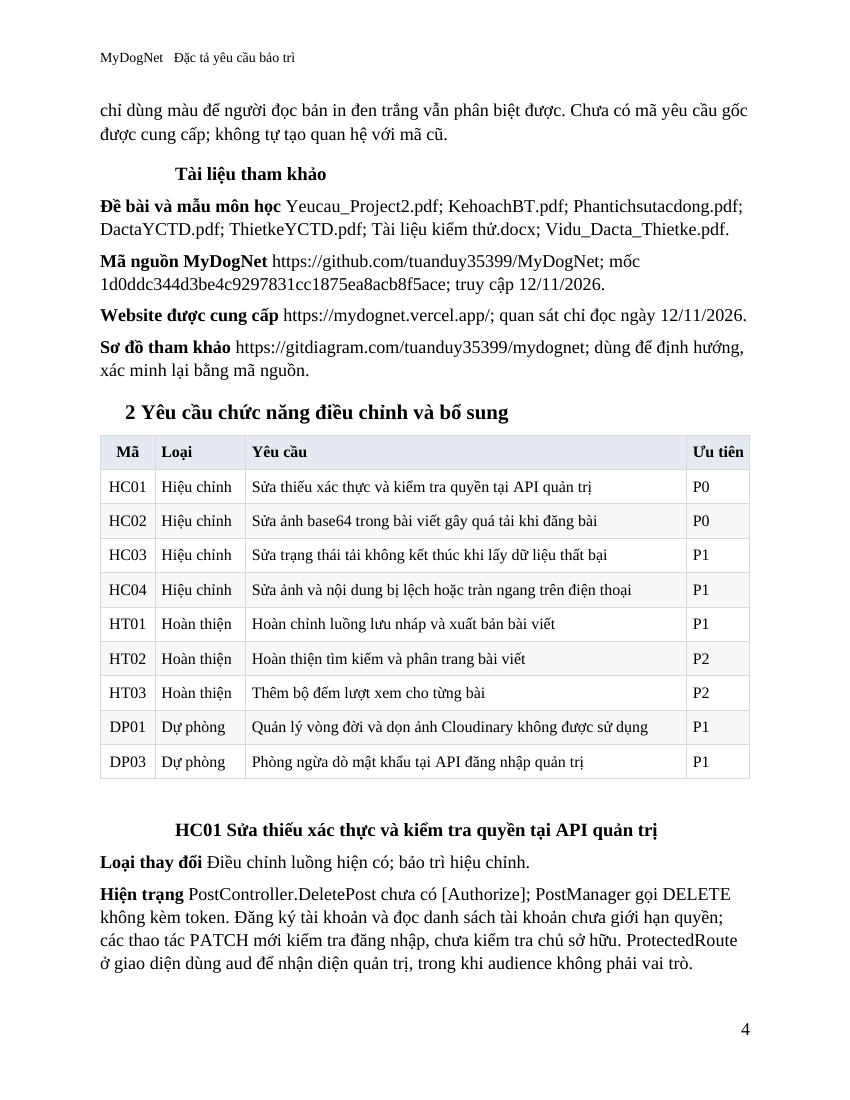 MyDogNet Đặc tả yêu cầu bảo trì
chỉ dùng màu để người đọc bản in đen trắng vẫn phân biệt được. Chưa có mã yêu cầu gốc
được cung cấp; không tự tạo quan hệ với mã cũ.
Tài liệu tham khảo
Đề bài và mẫu môn học Yeucau_Project2.pdf; KehoachBT.pdf; Phantichsutacdong.pdf;
DactaYCTD.pdf; ThietkeYCTD.pdf; Tài liệu kiểm thử.docx; Vidu_Dacta_Thietke.pdf.
Mã nguồn MyDogNet https://github.com/tuanduy35399/MyDogNet; mốc
1d0ddc344d3be4c9297831cc1875ea8acb8f5ace; truy cập 12/11/2026.
Website được cung cấp https://mydognet.vercel.app/; quan sát chỉ đọc ngày 12/11/2026.
Sơ đồ tham khảo https://gitdiagram.com/tuanduy35399/mydognet; dùng để định hướng,
xác minh lại bằng mã nguồn.
2 Yêu cầu chức năng điều chỉnh và bổ sung
Mã Loại Yêu cầu Ưu tiên
HC01 Hiệu chỉnh Sửa thiếu xác thực và kiểm tra quyền tại API quản trị P0
HC02 Hiệu chỉnh Sửa ảnh base64 trong bài viết gây quá tải khi đăng bài P0
HC03 Hiệu chỉnh Sửa trạng thái tải không kết thúc khi lấy dữ liệu thất bại P1
HC04 Hiệu chỉnh Sửa ảnh và nội dung bị lệch hoặc tràn ngang trên điện thoại P1
HT01 Hoàn thiện Hoàn chỉnh luồng lưu nháp và xuất bản bài viết P1
HT02 Hoàn thiện Hoàn thiện tìm kiếm và phân trang bài viết P2
HT03 Hoàn thiện Thêm bộ đếm lượt xem cho từng bài P2
DP01 Dự phòng Quản lý vòng đời và dọn ảnh Cloudinary không được sử dụng P1
DP03 Dự phòng Phòng ngừa dò mật khẩu tại API đăng nhập quản trị P1
HC01 Sửa thiếu xác thực và kiểm tra quyền tại API quản trị
Loại thay đổi Điều chỉnh luồng hiện có; bảo trì hiệu chỉnh.
Hiện trạng PostController.DeletePost chưa có [Authorize]; PostManager gọi DELETE
không kèm token. Đăng ký tài khoản và đọc danh sách tài khoản chưa giới hạn quyền;
các thao tác PATCH mới kiểm tra đăng nhập, chưa kiểm tra chủ sở hữu. ProtectedRoute
ở giao diện dùng aud để nhận diện quản trị, trong khi audience không phải vai trò.
4